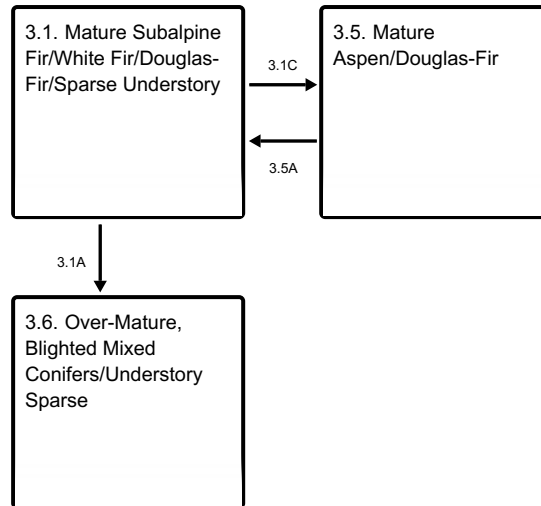 3.1. Mature Subalpine
Fir/White Fir/Douglas-
Fir/Sparse Understory
3.1C
3.5. Mature
Aspen/Douglas-Fir
3.5A
3.1A
3.6. Over-Mature,
Blighted Mixed
Conifers/Understory
Sparse